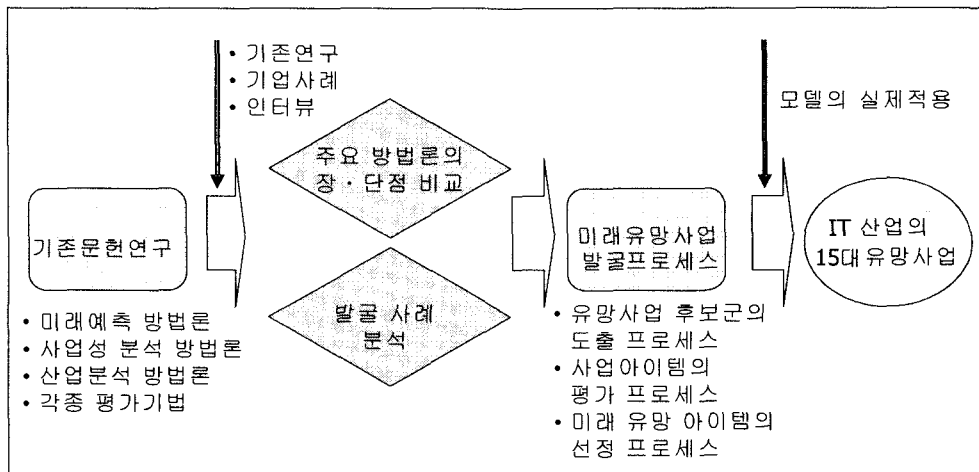 • 기존연구
• 기업사례
• 인터뷰
모델의 실제적용
주요 방법론의
장·단점 비교
기존문헌연구
미래유망사업
발굴프로세스
IT 산업의
15대유망사업
발굴 사례
분석
• 미래예측 방법론
• 사업성 분석 방법론
• 산업분석 방법론
• 각종 평가기법
• 유망사업 후보군의
도출 프로세스
• 사업아이템의
평가 프로세스
• 미래 유망 아이템의
선정 프로세스